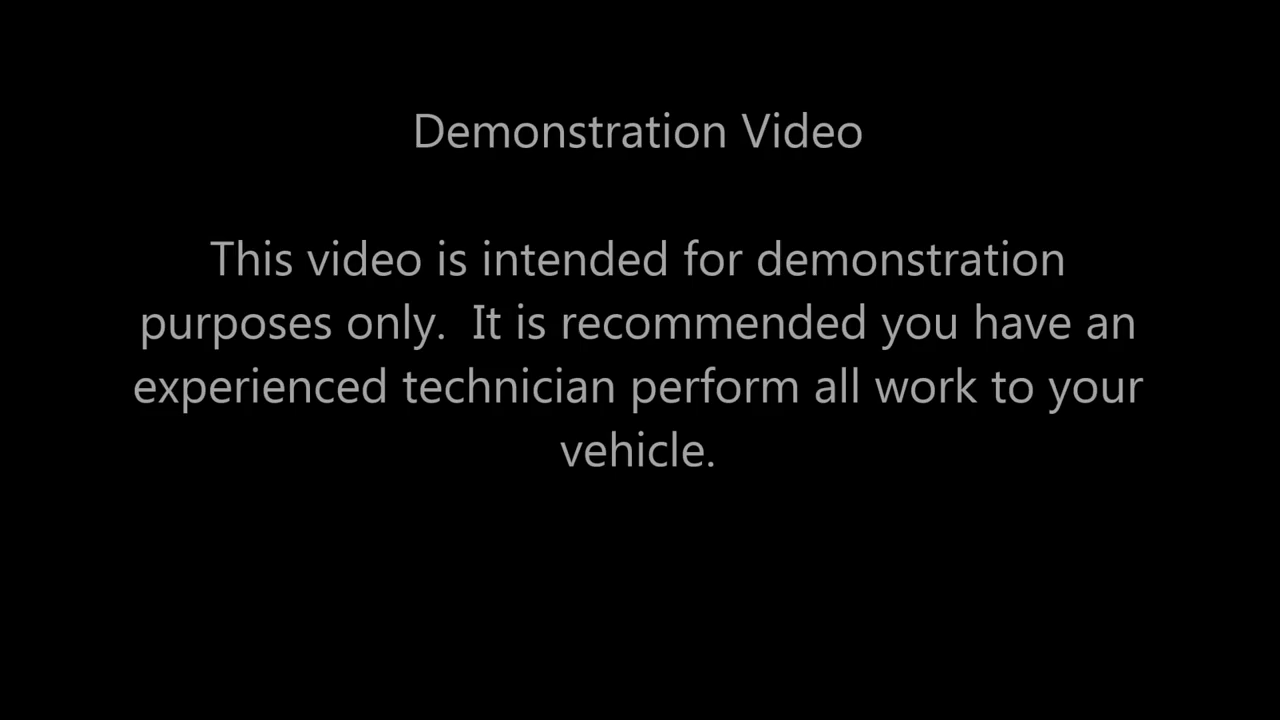 Demonstration Video
This video is intended for demonstration
purposes only.  It is recommended you have an
experienced technician perform all work to your
vehicle.